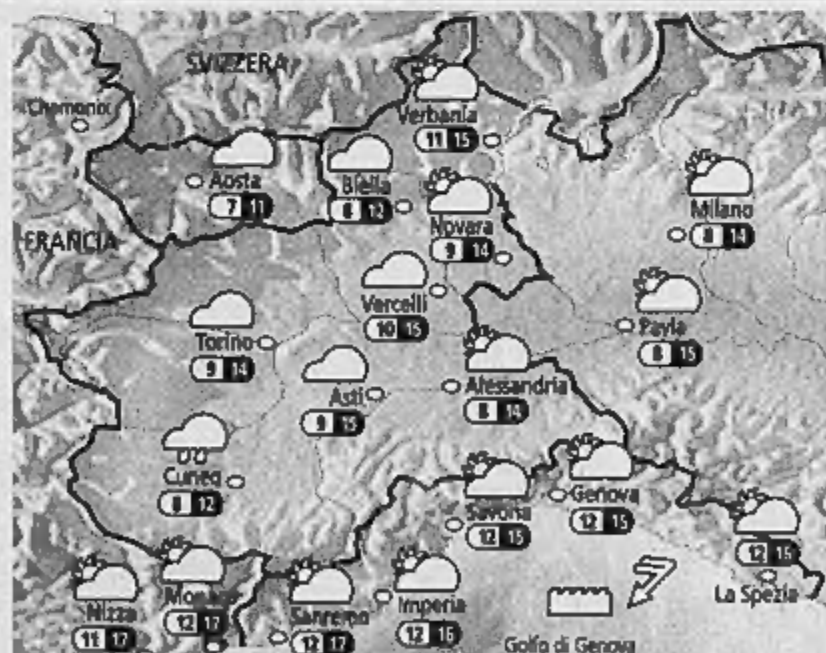 SVIZZERA
Chamonix
Verbania
11 15
Aosta
7 11
Biella
8 12
Milano
8 14
FRANCIA
Novara
9 14
Vercelli
10 15
Pavia
8 15
Torino
9 14
Asti
9 15
Alessandria
8 14
Cuneo
8 12
Savona
12 15
Genova
12 15
12 15
La Spezia
Nizza
11 17
Monaco
12 17
Sanremo
12 17
Imperia
12 16
Golfo di Genova